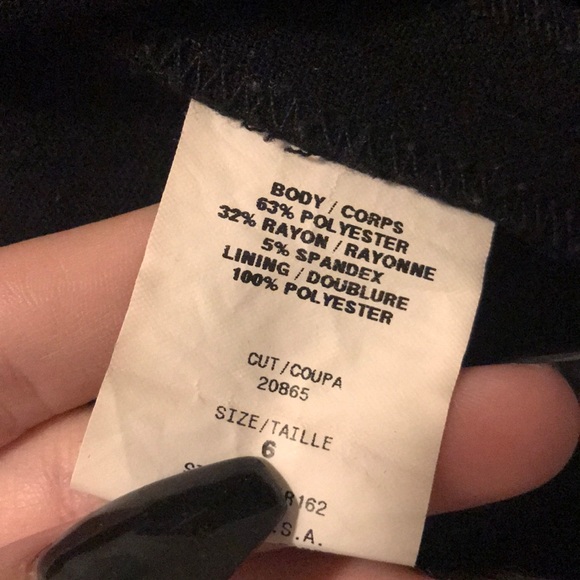 BODY / CORPS
63% POLYESTER
32% RAYON / RAYONNE
5% SPANDEX
LINING / DOUBLURE
100% POLYESTER
CUT/COUPA
20865
SIZE/TAILLE
6
162
.S.A.